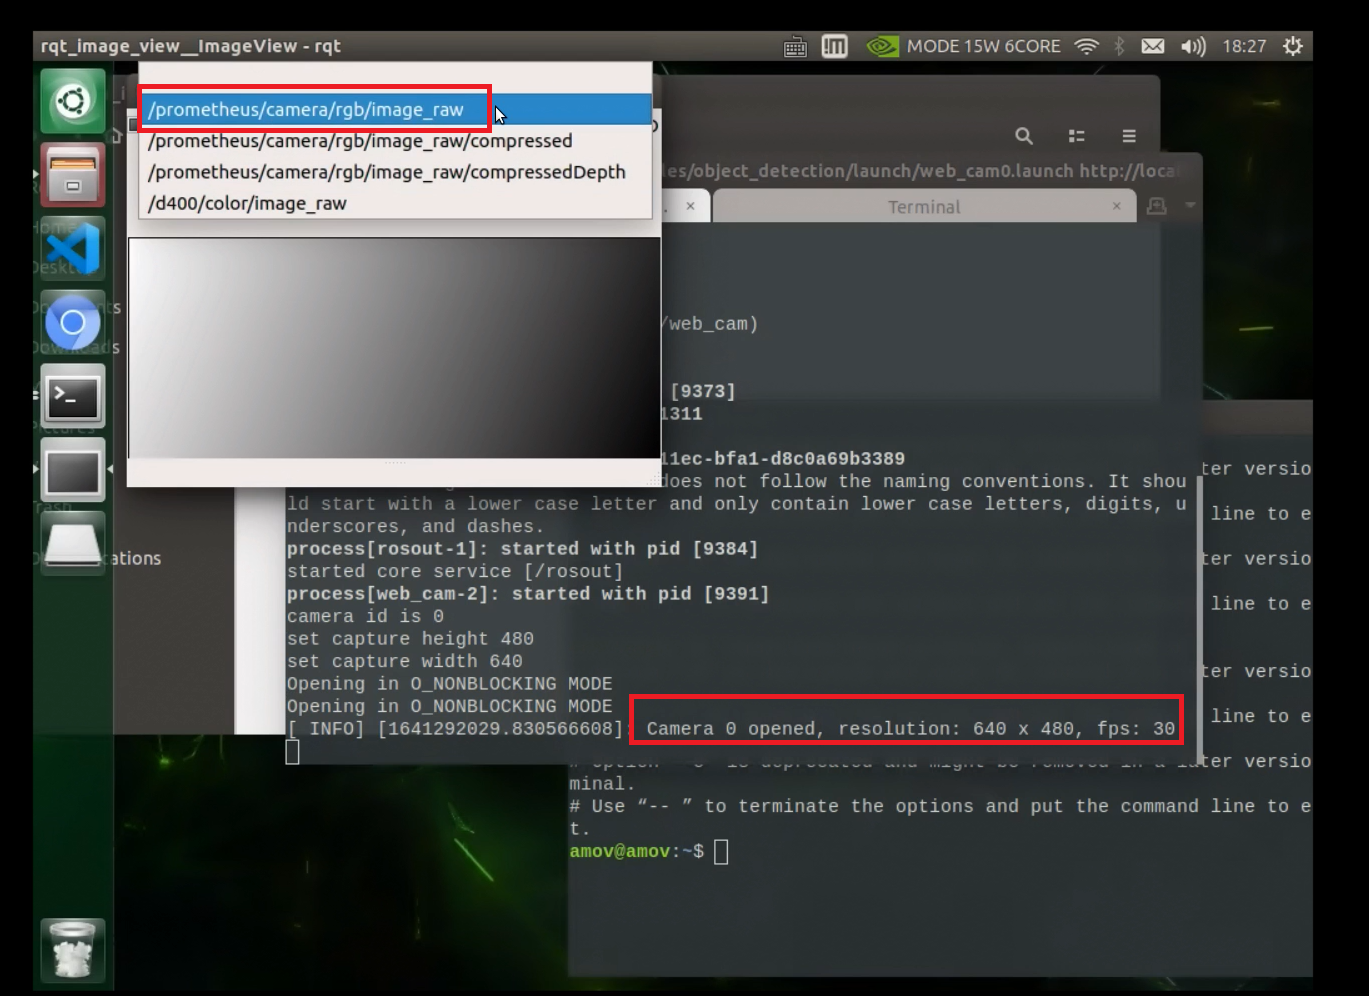 rqt_image_view__ImageView - rqt
MODE 15W 6CORE
18:27
/prometheus/camera/rgb/image_raw
/prometheus/camera/rgb/image_raw/compressed
/prometheus/camera/rgb/image_raw/compressedDepth
/d400/color/image_raw
les/object_detection/launch/web_cam0.launch http://loca
Terminal
/web_cam)
[9373]
1311
11ec-bfa1-d8c0a69b3389
does not follow the naming conventions. It shou
ld start with a lower case letter and only contain lower case letters, digits, u
nderscores, and dashes.
process[rosout-1]: started with pid [9384]
started core service [/rosout]
process[web_cam-2]: started with pid [9391]
camera id is 0
set capture height 480
set capture width 640
Opening in O_NONBLOCKING MODE
Opening in O_NONBLOCKING MODE
[ INFO] [1641292029.830566608]: Camera 0 opened, resolution: 640 x 480, fps: 30
ations
ter versio
line to e
ter versio
line to e
ter versio
line to e
ter versio
minal.
# Use “-- ” to terminate the options and put the command line to e
t.
amov@amov:~$